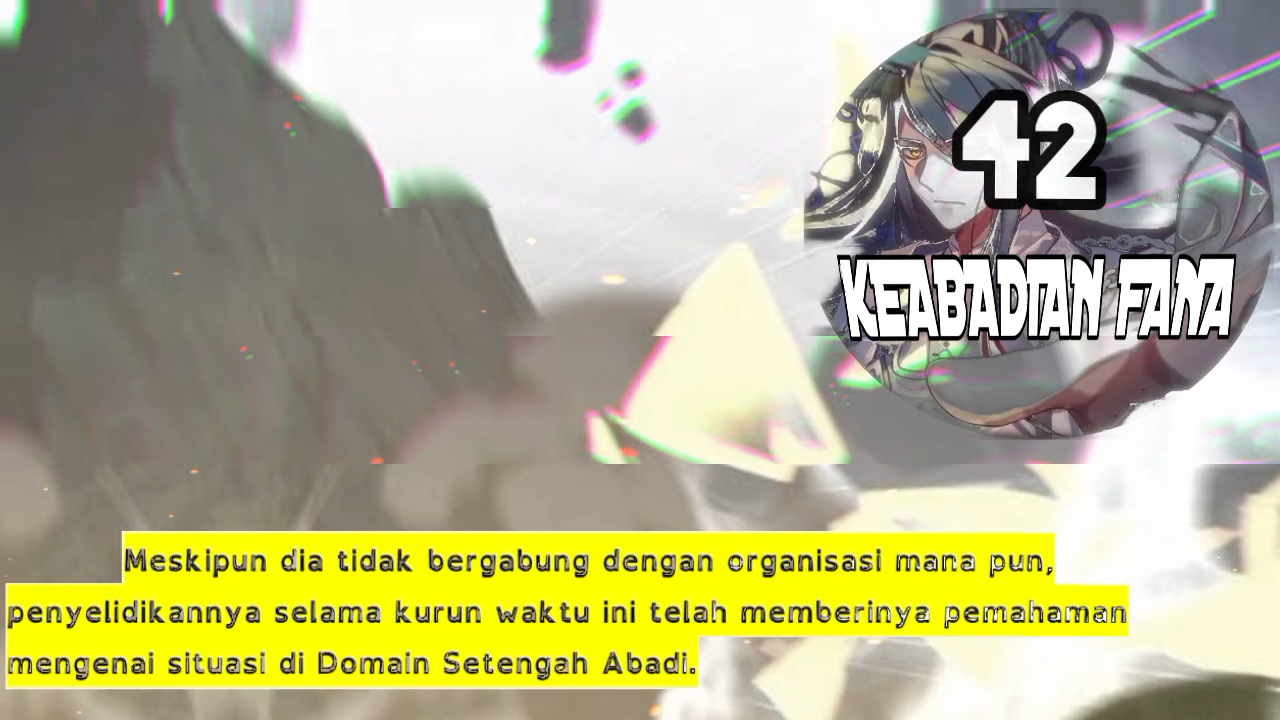 42
KEABADIAN FANA
Meskipun dia tidak bergabung dengan organisasi mana pun,
penyelidikannya selama kurun waktu ini telah memberinya pemahaman
mengenai situasi di Domain Setengah Abadi.